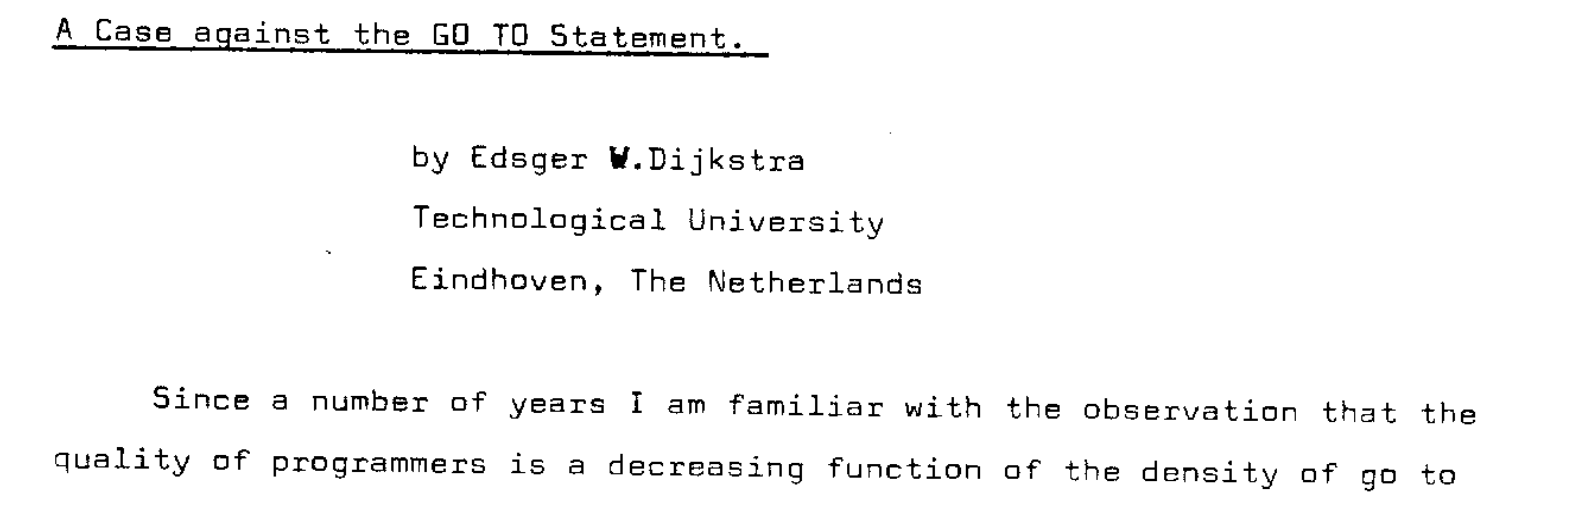 A Case against the GO TO Statement.
by Edsger W.Dijkstra
Technological University
Eindhoven, The Netherlands
Since a number of years I am familiar with the observation that the
quality of programmers is a decreasing function of the density of go to